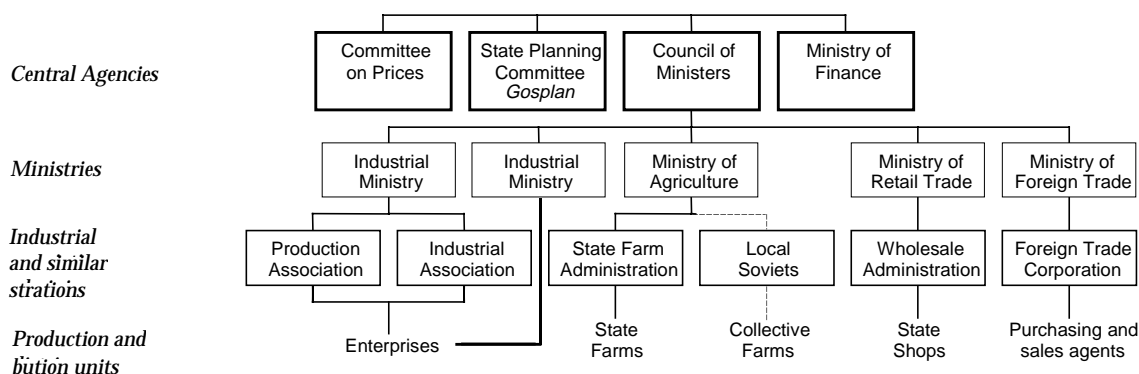 Central Agencies
Committee
on Prices
State Planning
Committee
Gosplan
Council of
Ministers
Ministry of
Finance
Ministries
Industrial
Ministry
Industrial
Ministry
Ministry of
Agriculture
Ministry of
Retail Trade
Ministry of
Foreign Trade
Industrial
and similar
strations
Production
Association
Industrial
Association
State Farm
Administration
Local
Soviets
Wholesale
Administration
Foreign Trade
Corporation
Production and
bution units
Enterprises
State
Farms
Collective
Farms
State
Shops
Purchasing and
sales agents